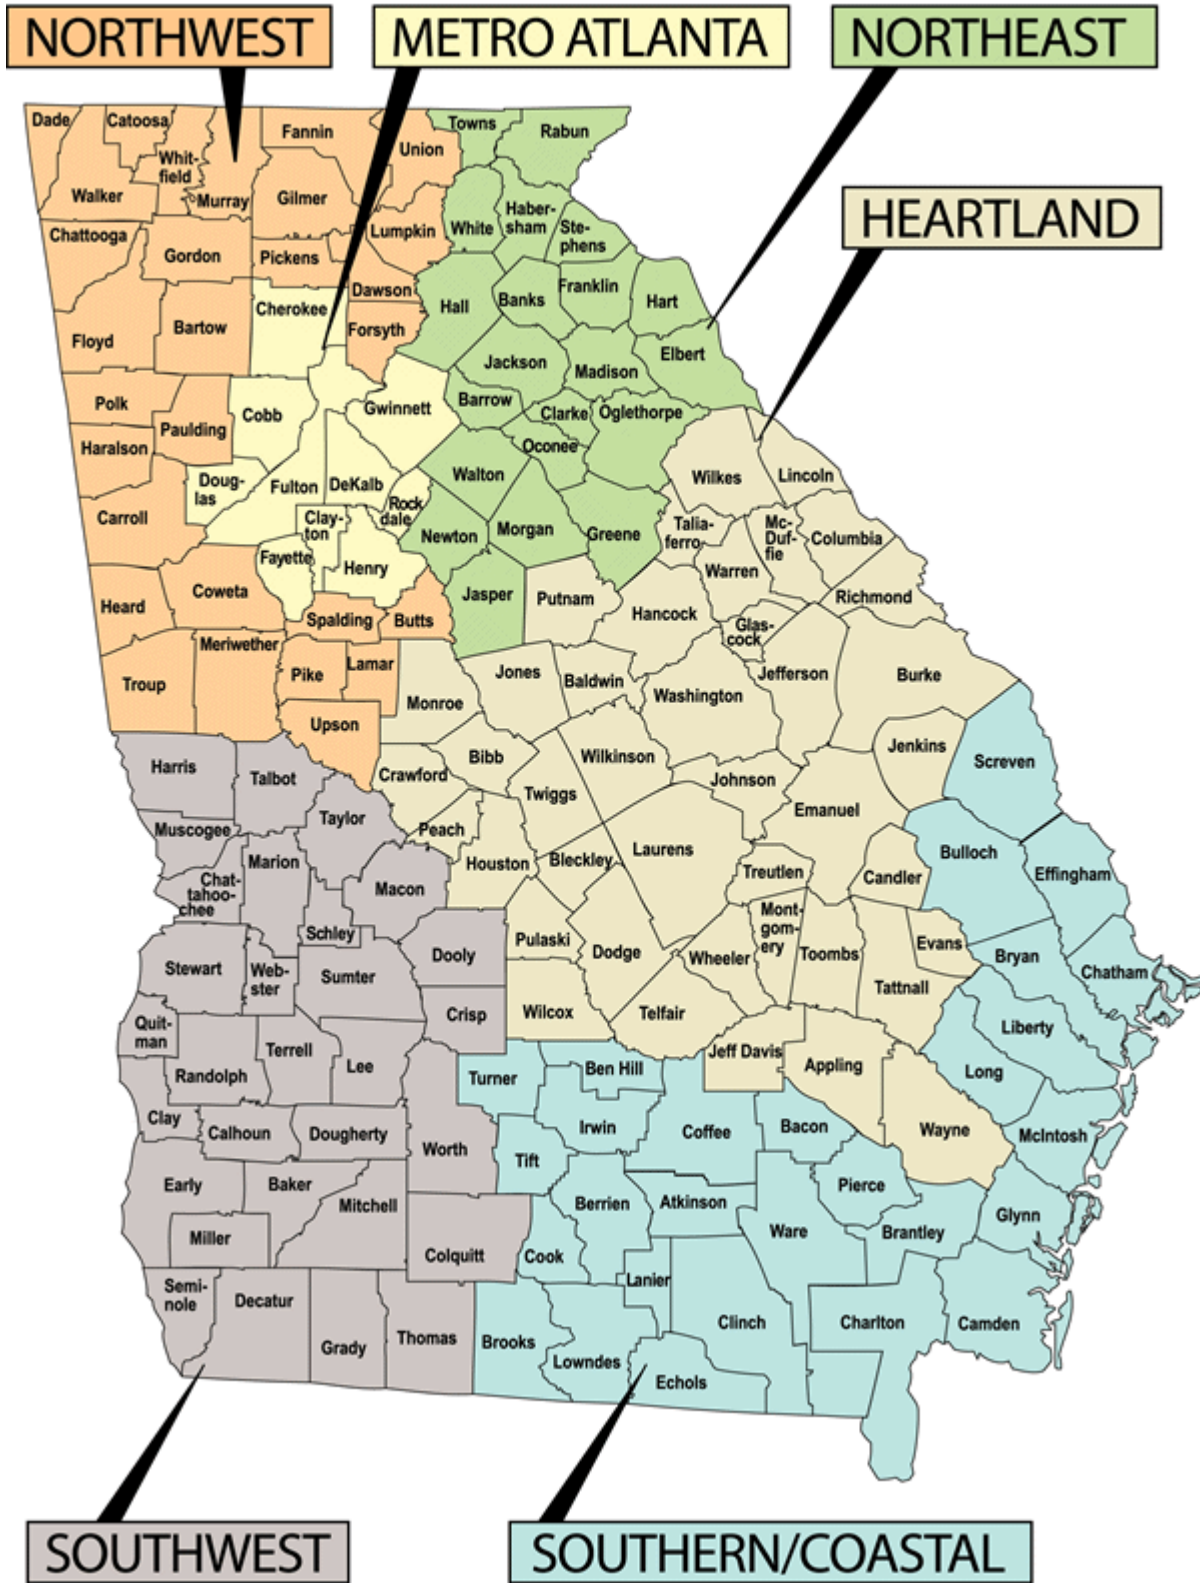 NORTHWEST
METRO ATLANTA
NORTHEAST
HEARTLAND
SOUTHWEST
SOUTHERN/COASTAL
Dade
Catoosa
Whit-
field
Walker
Murray
Fannin
Gilmer
Union
Towns
Rabun
White
Haber-
sham
Ste-
phens
Lumpkin
Chattooga
Gordon
Pickens
Dawson
Cherokee
Forsyth
Hall
Banks
Franklin
Hart
Floyd
Bartow
Jackson
Madison
Elbert
Polk
Paulding
Cobb
Gwinnett
Barrow
Clarke
Oglethorpe
Oconee
Haralson
Doug-
las
Fulton
DeKalb
Rock
dale
Walton
Wilkes
Lincoln
Carroll
Clay-
ton
Newton
Morgan
Greene
Talia-
ferro
Mc-
Duf-
fie
Columbia
Fayette
Henry
Warren
Richmond
Heard
Coweta
Spalding
Butts
Jasper
Putnam
Hancock
Glas-
cock
Troup
Meriwether
Pike
Lamar
Monroe
Jones
Baldwin
Washington
Jefferson
Burke
Upson
Harris
Talbot
Crawford
Bibb
Twiggs
Wilkinson
Johnson
Jenkins
Screven
Muscogee
Taylor
Peach
Houston
Bleckley
Laurens
Emanuel
Treutlen
Candler
Bulloch
Effingham
Chat-
tahoo-
chee
Marion
Macon
Schley
Dooly
Pulaski
Dodge
Wheeler
Mont-
gom-
ery
Toombs
Evans
Tattnall
Bryan
Chatham
Stewart
Web-
ster
Sumter
Crisp
Wilcox
Telfair
Liberty
Quit-
man
Randolph
Terrell
Lee
Turner
Ben Hill
Jeff Davis
Appling
Long
Clay
Calhoun
Dougherty
Worth
Irwin
Coffee
Bacon
Wayne
McIntosh
Tift
Early
Baker
Mitchell
Berrien
Atkinson
Pierce
Miller
Colquitt
Cook
Ware
Brantley
Glynn
Semi-
nole
Decatur
Grady
Thomas
Brooks
Lanier
Clinch
Charlton
Camden
Lowndes
Echols